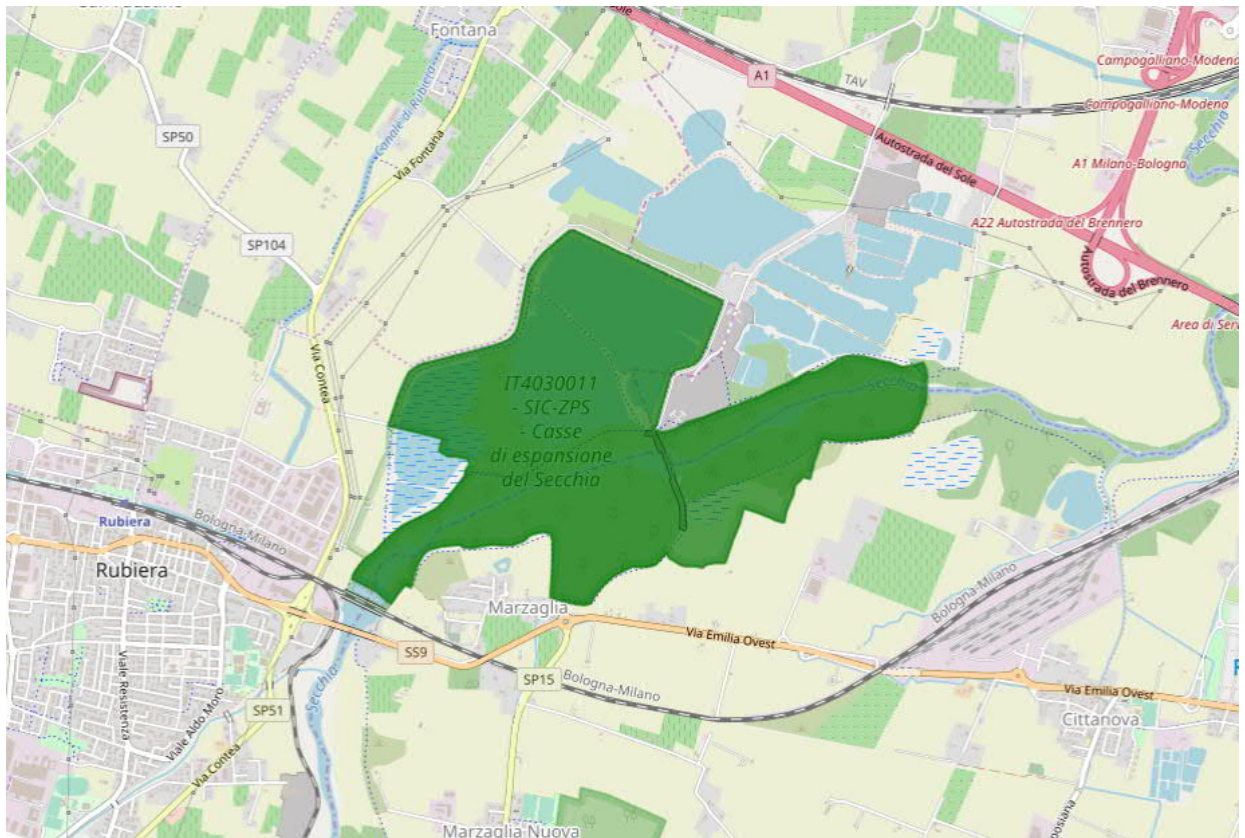 Fontana
Sole
A1
TAV
Campogalliano-Modena
Campogalliano-Modena
Secchia
SP50
Canale di Rubiera
Via Fontana
Autostrada del Sole
A1 Milano-Bologna
A22 Autostrada del Brennero
Autostrada del Brennero
SP104
Area di Serv
Via Contea
IT4030011
- SIC-ZPS
- Casse
di espansione
del Secchia
Secchia
Rubiera
Bologna-Milano
Rubiera
Marzaglia
Bologna-Milano
Via Emilia Ovest
SS9
SP15
Bologna-Milano
Viale Resistenza
Viale Aldo Moro
SP51
Secchia
Via Contea
Via Emilia Ovest
Cittanova
Marzaglia Nuova